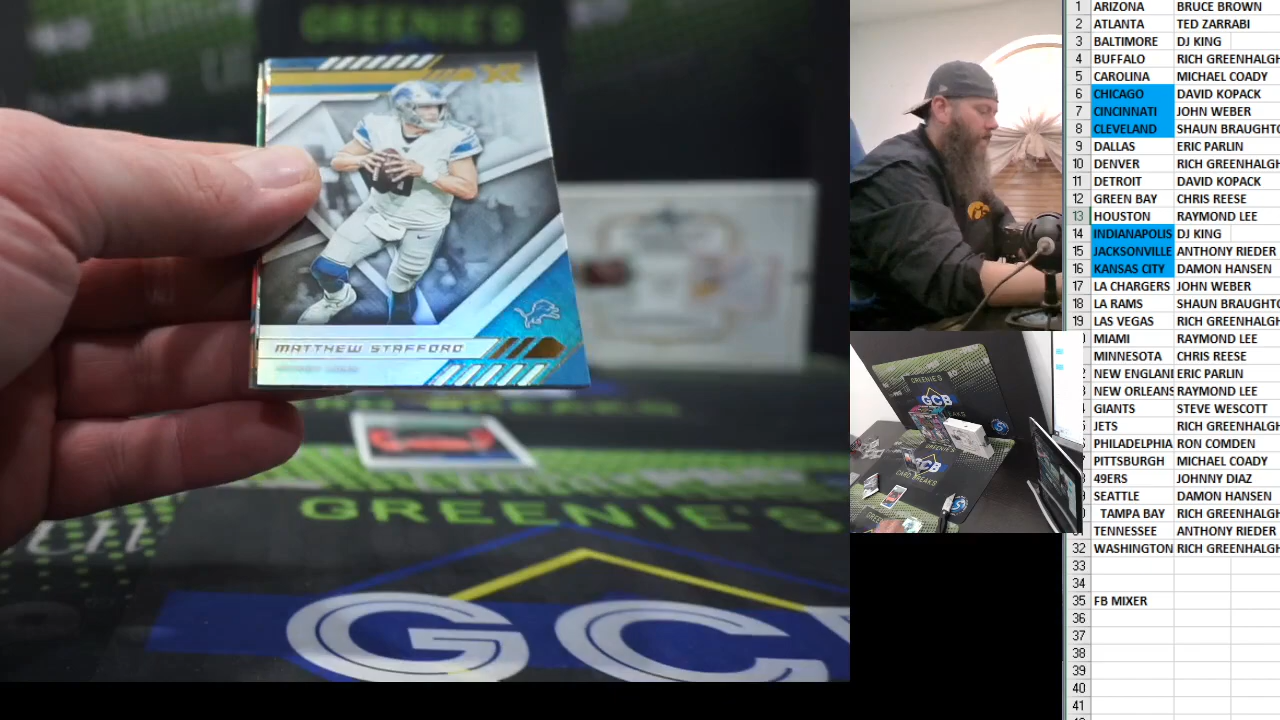 GREENIE'S
XR
MATTHEW STAFFORD
GREENIE'S
GCB
GREENIE'S
GCB
GCB
1 ARIZONA BRUCE BROWN
2 ATLANTA TED ZARRABI
3 BALTIMORE DJ KING
4 BUFFALO RICH GREENHALGH
5 CAROLINA MICHAEL COADY
6 CHICAGO DAVID KOPACK
7 CINCINNATI JOHN WEBER
8 CLEVELAND SHAUN BRAUGHTO
9 DALLAS ERIC PARLIN
10 DENVER RICH GREENHALGH
11 DETROIT DAVID KOPACK
12 GREEN BAY CHRIS REESE
13 HOUSTON RAYMOND LEE
14 INDIANAPOLIS DJ KING
15 JACKSONVILLE ANTHONY RIEDER
16 KANSAS CITY DAMON HANSEN
17 LA CHARGERS JOHN WEBER
18 LA RAMS SHAUN BRAUGHTO
19 LAS VEGAS RICH GREENHALGH
MIAMI RAYMOND LEE
MINNESOTA CHRIS REESE
NEW ENGLAND ERIC PARLIN
NEW ORLEANS RAYMOND LEE
GIANTS STEVE WESCOTT
JETS RICH GREENHALGH
PHILADELPHIA RON COMDEN
PITTSBURGH MICHAEL COADY
49ERS JOHNNY DIAZ
SEATTLE DAMON HANSEN
TAMPA BAY RICH GREENHALGH
TENNESSEE ANTHONY RIEDER
32 WASHINGTON RICH GREENHALGH
33
34
35 FB MIXER
36
37
38
39
40
41